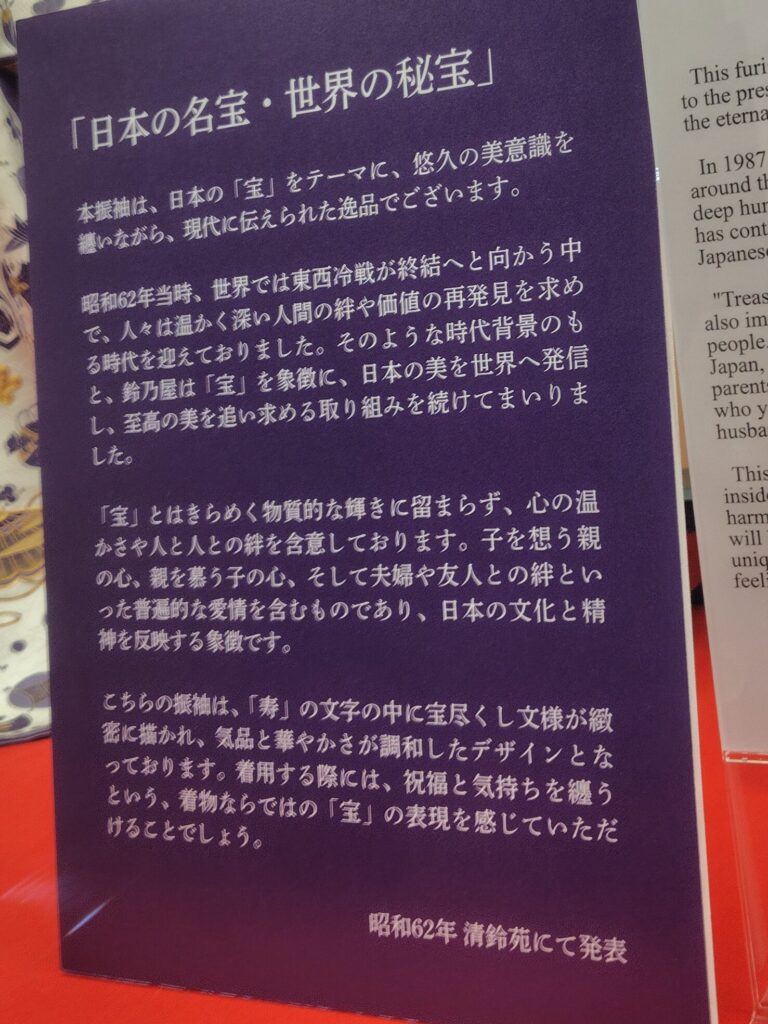 「日本の名宝・世界の秘宝」
本振袖は、日本の「宝」をテーマに、悠久の美意識を
纏いながら、現代に伝えられた逸品でございます。
昭和62年当時、世界では東西冷戦が終結へと向かう中
で、人々は温かく深い人間の絆や価値の再発見を求め
る時代を迎えておりました。そのような時代背景のも
と、鈴乃屋は「宝」を象徴に、日本の美を世界へ発信
し、至高の美を追い求める取り組みを続けてまいりま
した。
「宝」とはきらめく物質的な輝きに留まらず、心の温
かさや人と人との絆を含意しております。子を想う親
の心、親を慕う子の心、そして夫婦や友人との絆とい
った普遍的な愛情を含むものであり、日本の文化と精
神を反映する象徴です。
こちらの振袖は、「寿」の文字の中に宝尽くし文様が緻
密に描かれ、気品と華やかさが調和したデザインとな
っております。着用する際には、祝福と気持ちを纏う
という、着物ならではの「宝」の表現を感じていただ
けることでしょう。
昭和62年 清鈴苑にて発表
This furi
to the pres
the eterna
In 1987
around th
deep hum
has cont
Japanese
"Treas
also im
people.
Japan,
parents
who y
husba
This
inside
harm
will
uniq
feeli